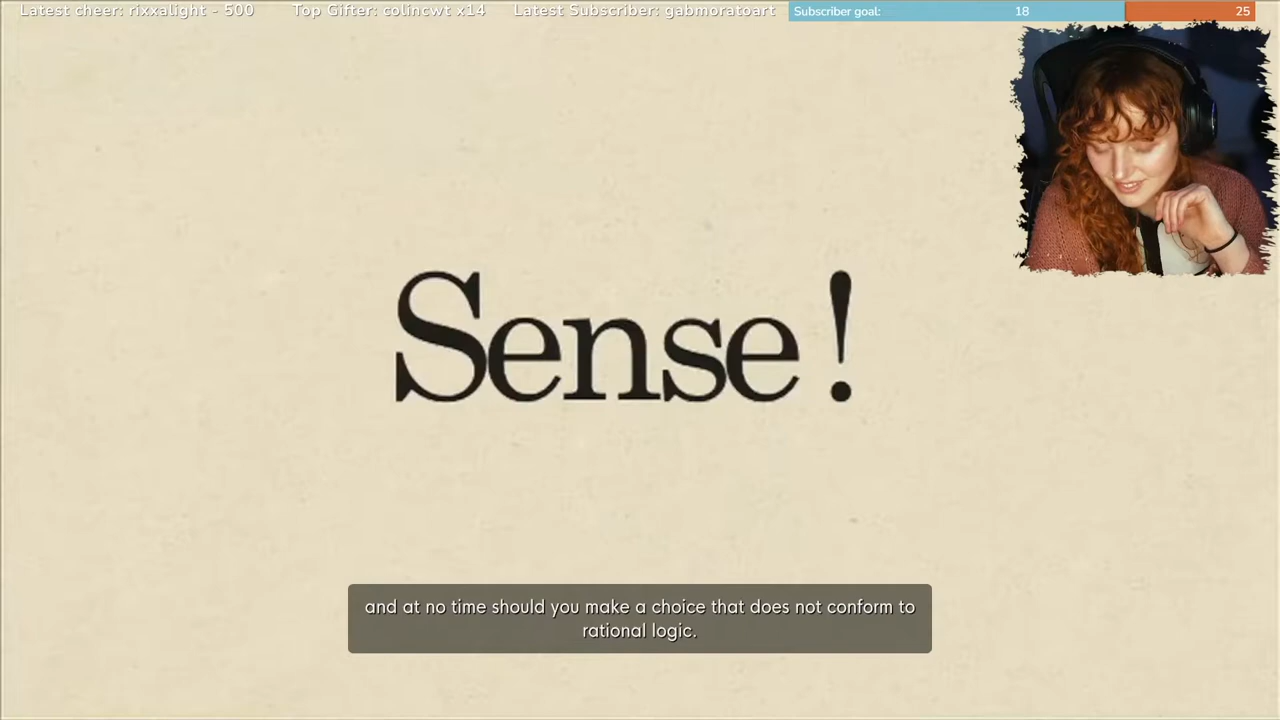 Latest cheer: rixxalight - 500 Top Gifter: colincwt x14 Latest Subscriber: gabmoratoart Subscriber goal: 18 25
Sense!
and at no time should you make a choice that does not conform to
rational logic.